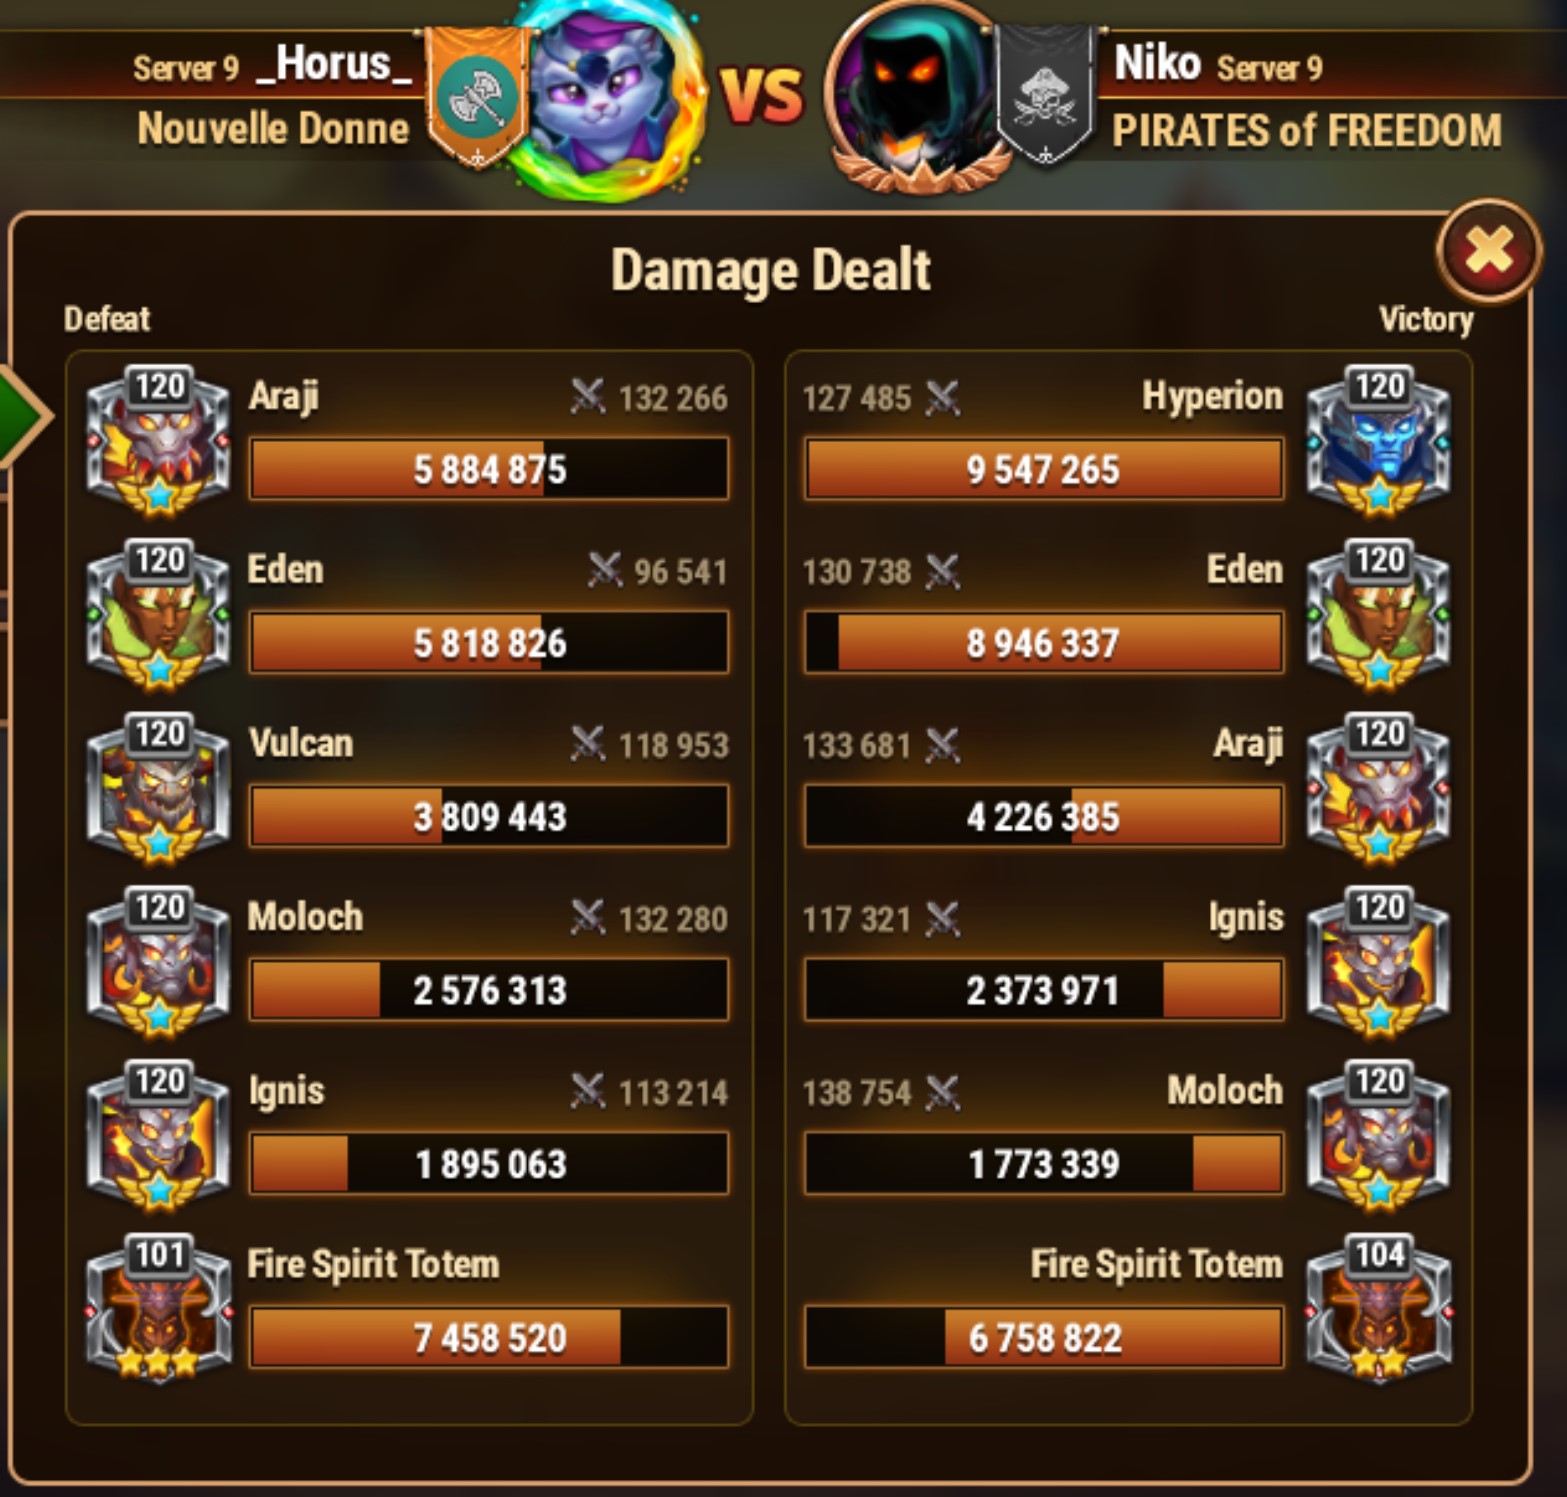 Server 9 _Horus_
Nouvelle Donne
VS
Niko Server 9
PIRATES of FREEDOM
Damage Dealt
Defeat
Victory
120 Araji 132 266
5 884 875
120 Eden 96 541
5 818 826
120 Vulcan 118 953
3 809 443
120 Moloch 132 280
2 576 313
120 Ignis 113 214
1 895 063
101 Fire Spirit Totem
7 458 520
127 485 Hyperion 120
9 547 265
130 738 Eden 120
8 946 337
133 681 Araji 120
4 226 385
117 321 Ignis 120
2 373 971
138 754 Moloch 120
1 773 339
Fire Spirit Totem 104
6 758 822